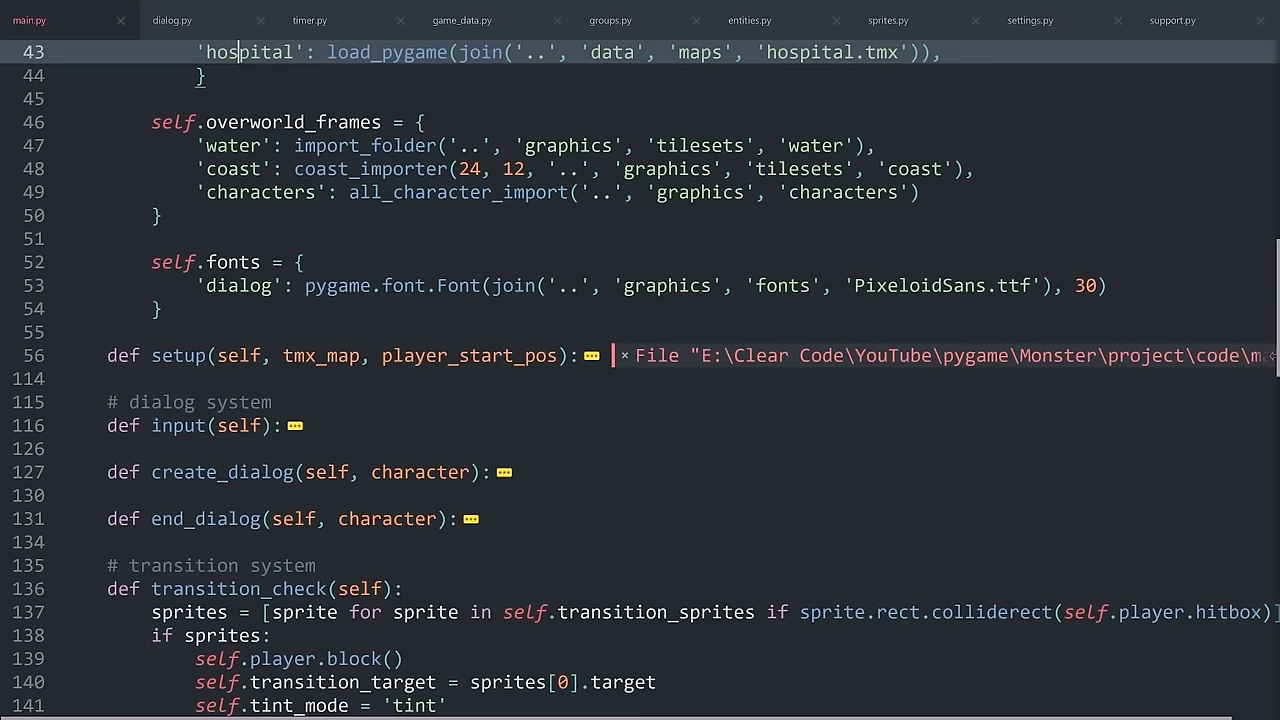 main.py dialog.py timer.py game_data.py groups.py entities.py sprites.py settings.py support.py
43 'hospital': load_pygame(join('..', 'data', 'maps', 'hospital.tmx')),
44 }
45
46 self.overworld_frames = {
47 'water': import_folder('..', 'graphics', 'tilesets', 'water'),
48 'coast': coast_importer(24, 12, '..', 'graphics', 'tilesets', 'coast'),
49 'characters': all_character_import('..', 'graphics', 'characters')
50 }
51
52 self.fonts = {
53 'dialog': pygame.font.Font(join('..', 'graphics', 'fonts', 'PixeloidSans.ttf'), 30)
54 }
55
56 def setup(self, tmx_map, player_start_pos): × File "E:\Clear Code\YouTube\pygame\Monster\project\code\m
114
115 # dialog system
116 def input(self):
126
127 def create_dialog(self, character):
130
131 def end_dialog(self, character):
134
135 # transition system
136 def transition_check(self):
137 sprites = [sprite for sprite in self.transition_sprites if sprite.rect.colliderect(self.player.hitbox)]
138 if sprites:
139 self.player.block()
140 self.transition_target = sprites[0].target
141 self.tint_mode = 'tint'